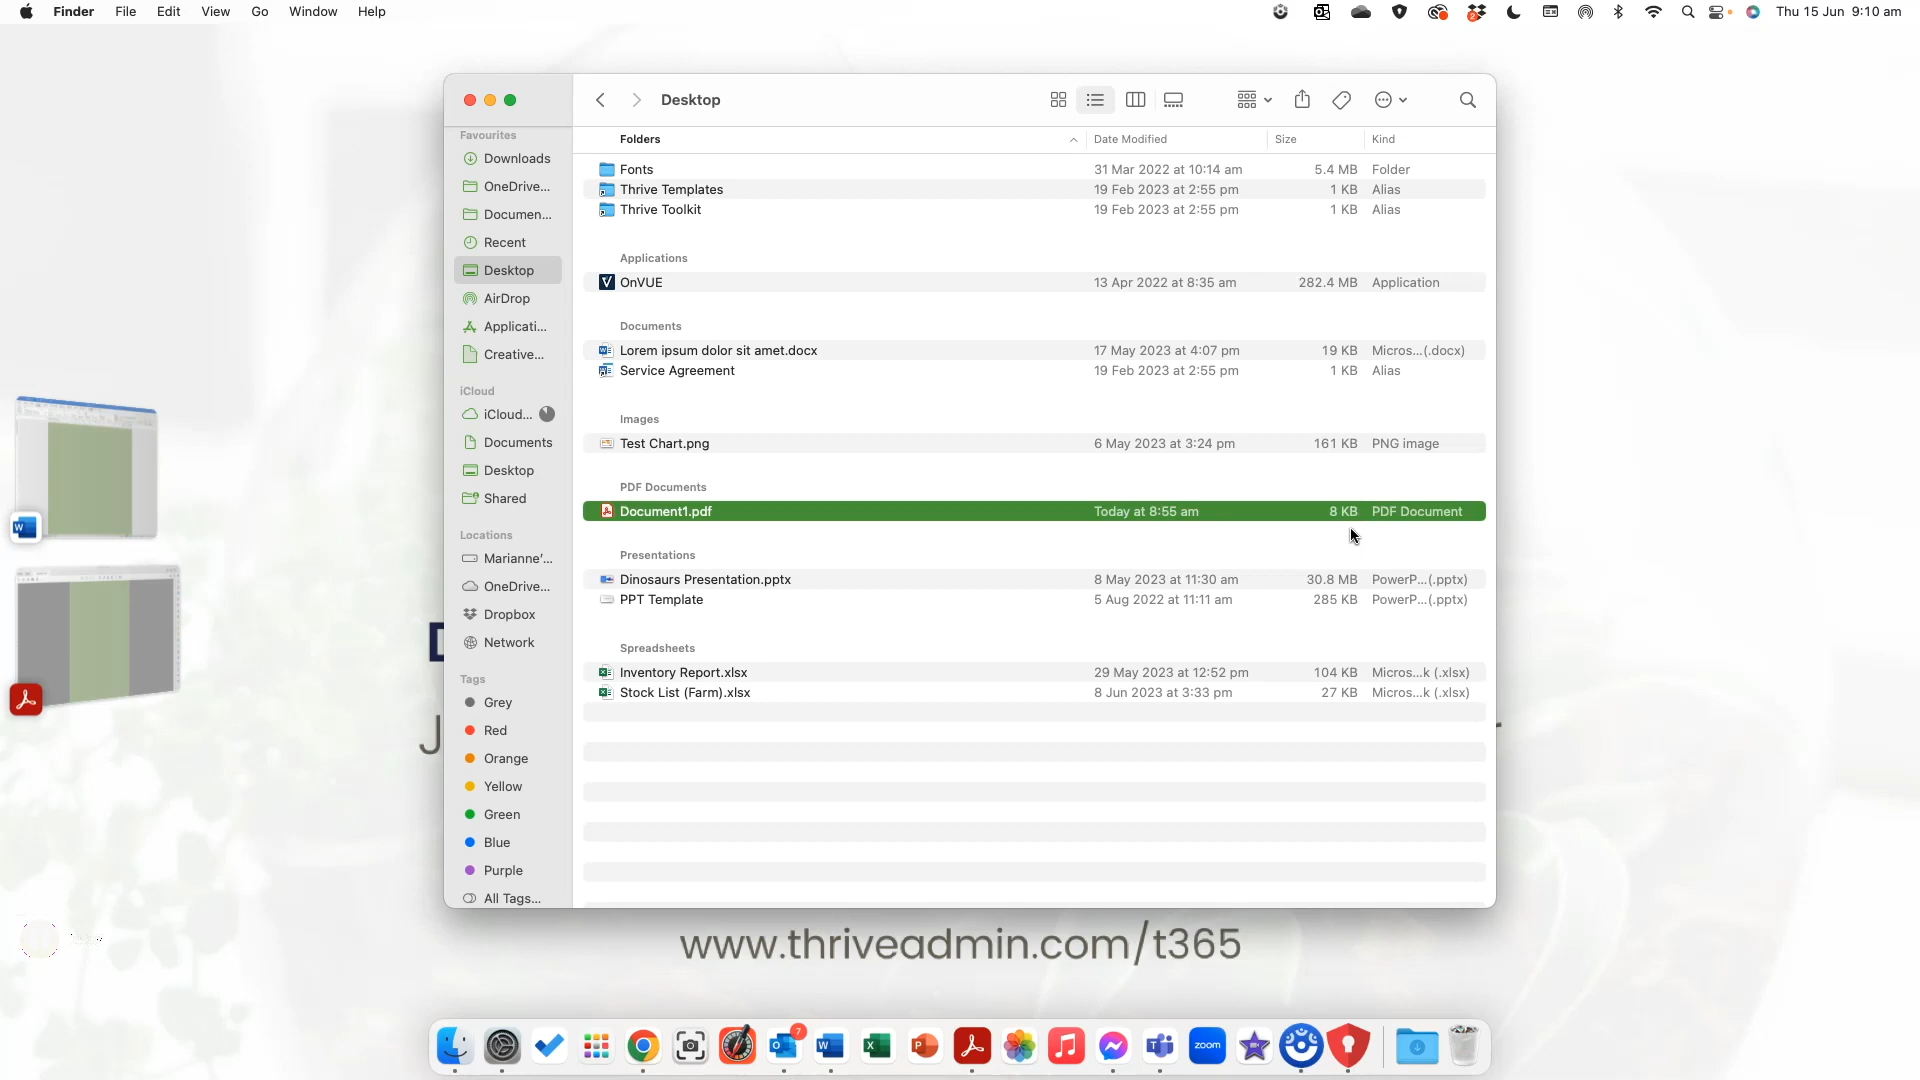 Finder File Edit View Go Window Help
Thu 15 Jun 9:10 am
Desktop
Favourites
Downloads
OneDrive...
Documen...
Recent
Desktop
AirDrop
Applicati...
Creative...
iCloud
iCloud...
Documents
Desktop
Shared
Locations
Marianne'...
OneDrive...
Dropbox
Network
Tags
Grey
Red
Orange
Yellow
Green
Blue
Purple
All Tags...
Folders Date Modified Size Kind
Fonts 31 Mar 2022 at 10:14 am 5.4 MB Folder
Thrive Templates 19 Feb 2023 at 2:55 pm 1 KB Alias
Thrive Toolkit 19 Feb 2023 at 2:55 pm 1 KB Alias
Applications
OnVUE 13 Apr 2022 at 8:35 am 282.4 MB Application
Documents
Lorem ipsum dolor sit amet.docx 17 May 2023 at 4:07 pm 19 KB Micros...(.docx)
Service Agreement 19 Feb 2023 at 2:55 pm 1 KB Alias
Images
Test Chart.png 6 May 2023 at 3:24 pm 161 KB PNG image
PDF Documents
Document1.pdf Today at 8:55 am 8 KB PDF Document
Presentations
Dinosaurs Presentation.pptx 8 May 2023 at 11:30 am 30.8 MB PowerP...(.pptx)
PPT Template 5 Aug 2022 at 11:11 am 285 KB PowerP...(.pptx)
Spreadsheets
Inventory Report.xlsx 29 May 2023 at 12:52 pm 104 KB Micros...k (.xlsx)
Stock List (Farm).xlsx 8 Jun 2023 at 3:33 pm 27 KB Micros...k (.xlsx)
www.thriveadmin.com/t365
7
zoom